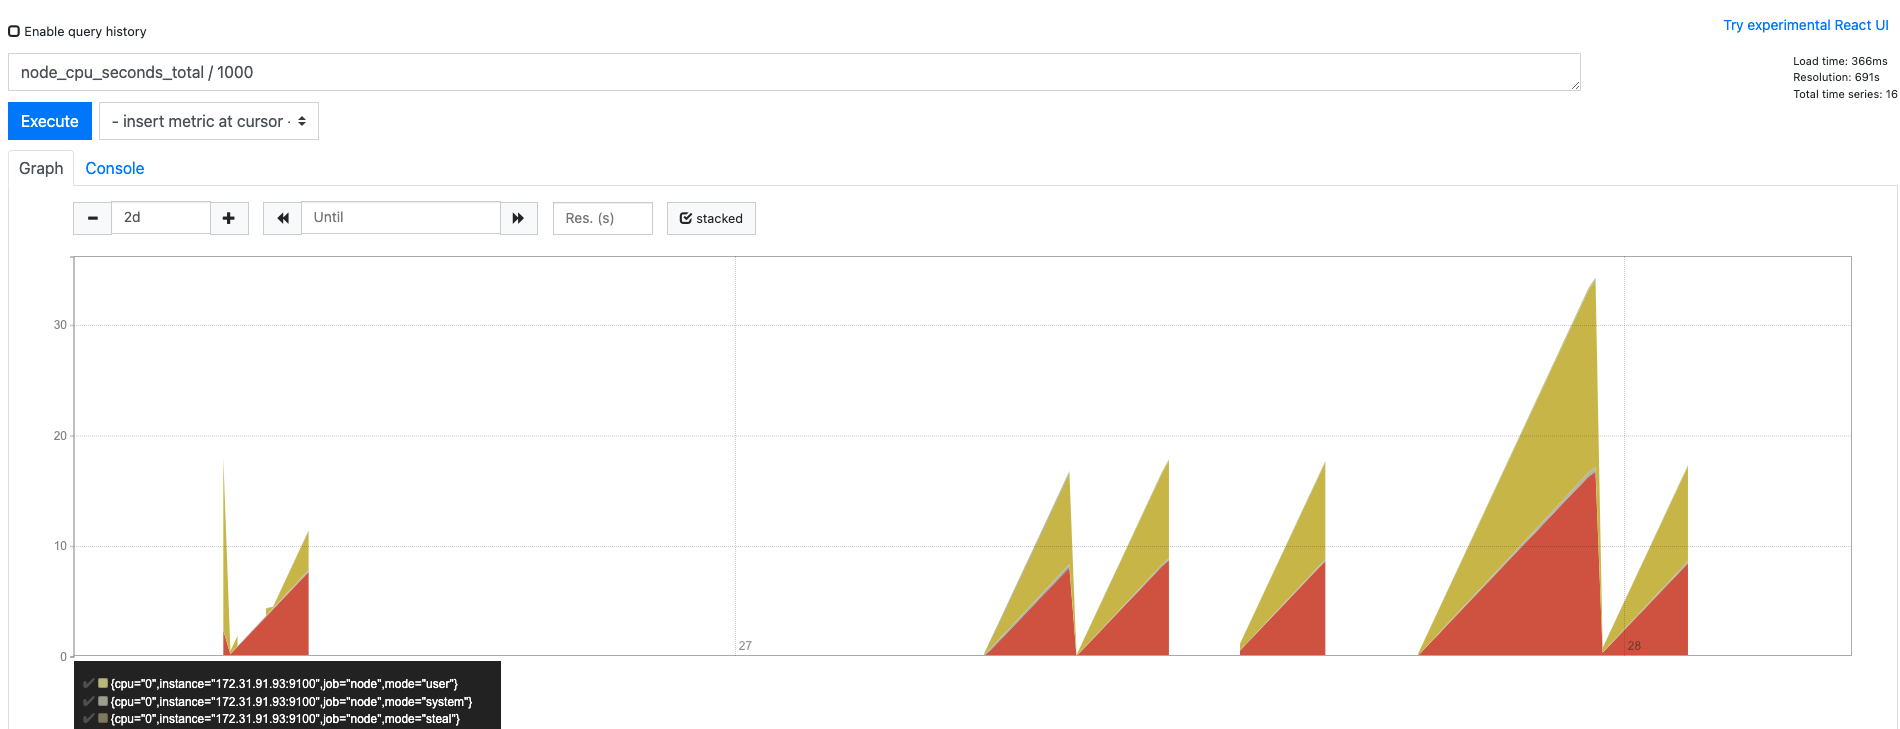 Enable query history
Try experimental React UI
node_cpu_seconds_total / 1000
Load time: 366ms
Resolution: 691s
Total time series: 16
Execute
- insert metric at cursor -
Graph
Console
2d
Until
Res. (s)
stacked
30
20
10
0
27
28
{cpu="0",instance="172.31.91.93:9100",job="node",mode="user"}
{cpu="0",instance="172.31.91.93:9100",job="node",mode="system"}
{cpu="0",instance="172.31.91.93:9100",job="node",mode="steal"}